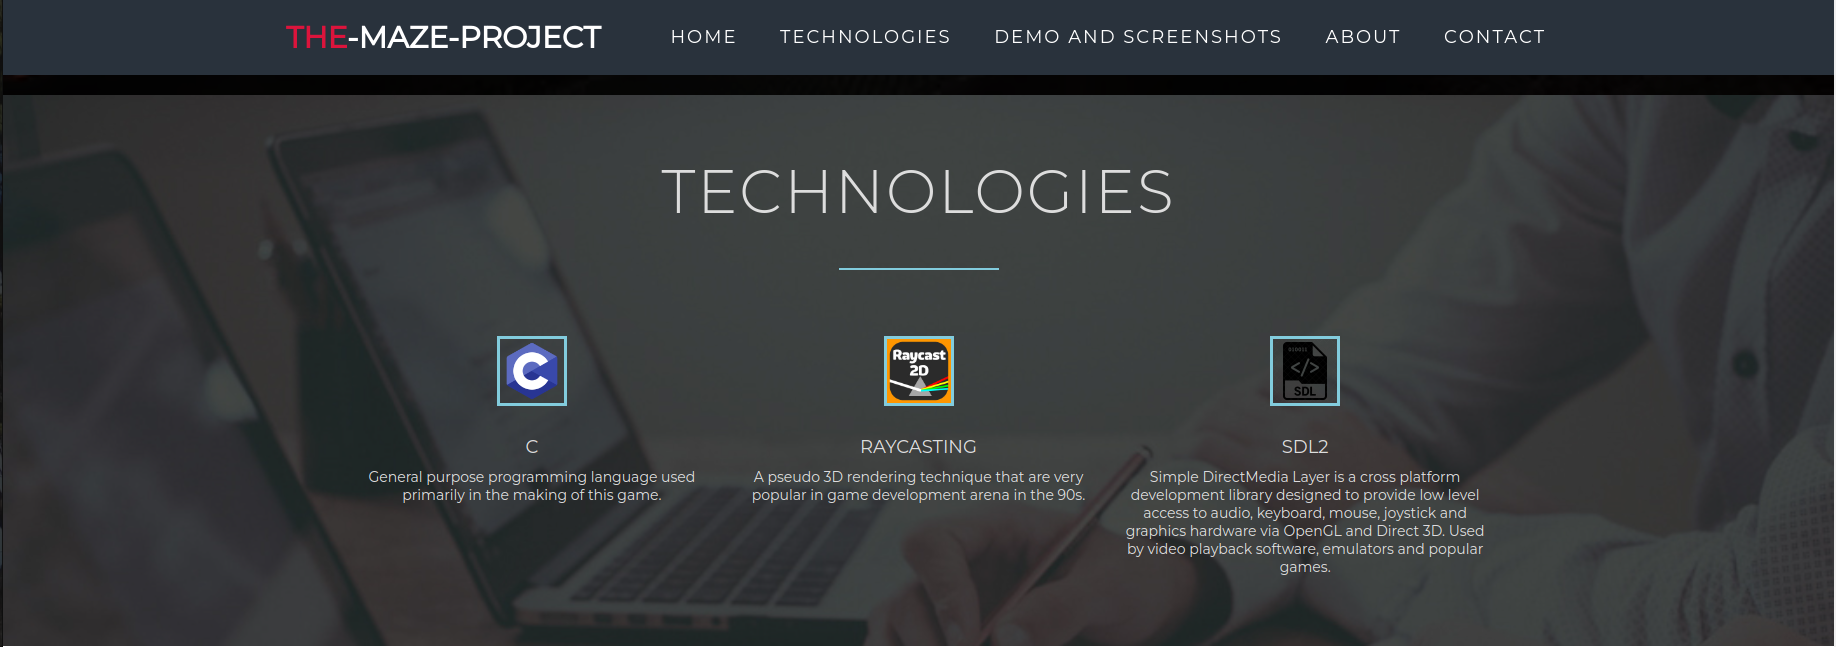 THE-MAZE-PROJECT HOME TECHNOLOGIES DEMO AND SCREENSHOTS ABOUT CONTACT
TECHNOLOGIES
C
C
General purpose programming language used
primarily in the making of this game.
Raycast
2D
RAYCASTING
A pseudo 3D rendering technique that are very
popular in game development arena in the 90s.
</>
SDL
SDL2
Simple DirectMedia Layer is a cross platform
development library designed to provide low level
access to audio, keyboard, mouse, joystick and
graphics hardware via OpenGL and Direct 3D. Used
by video playback software, emulators and popular
games.